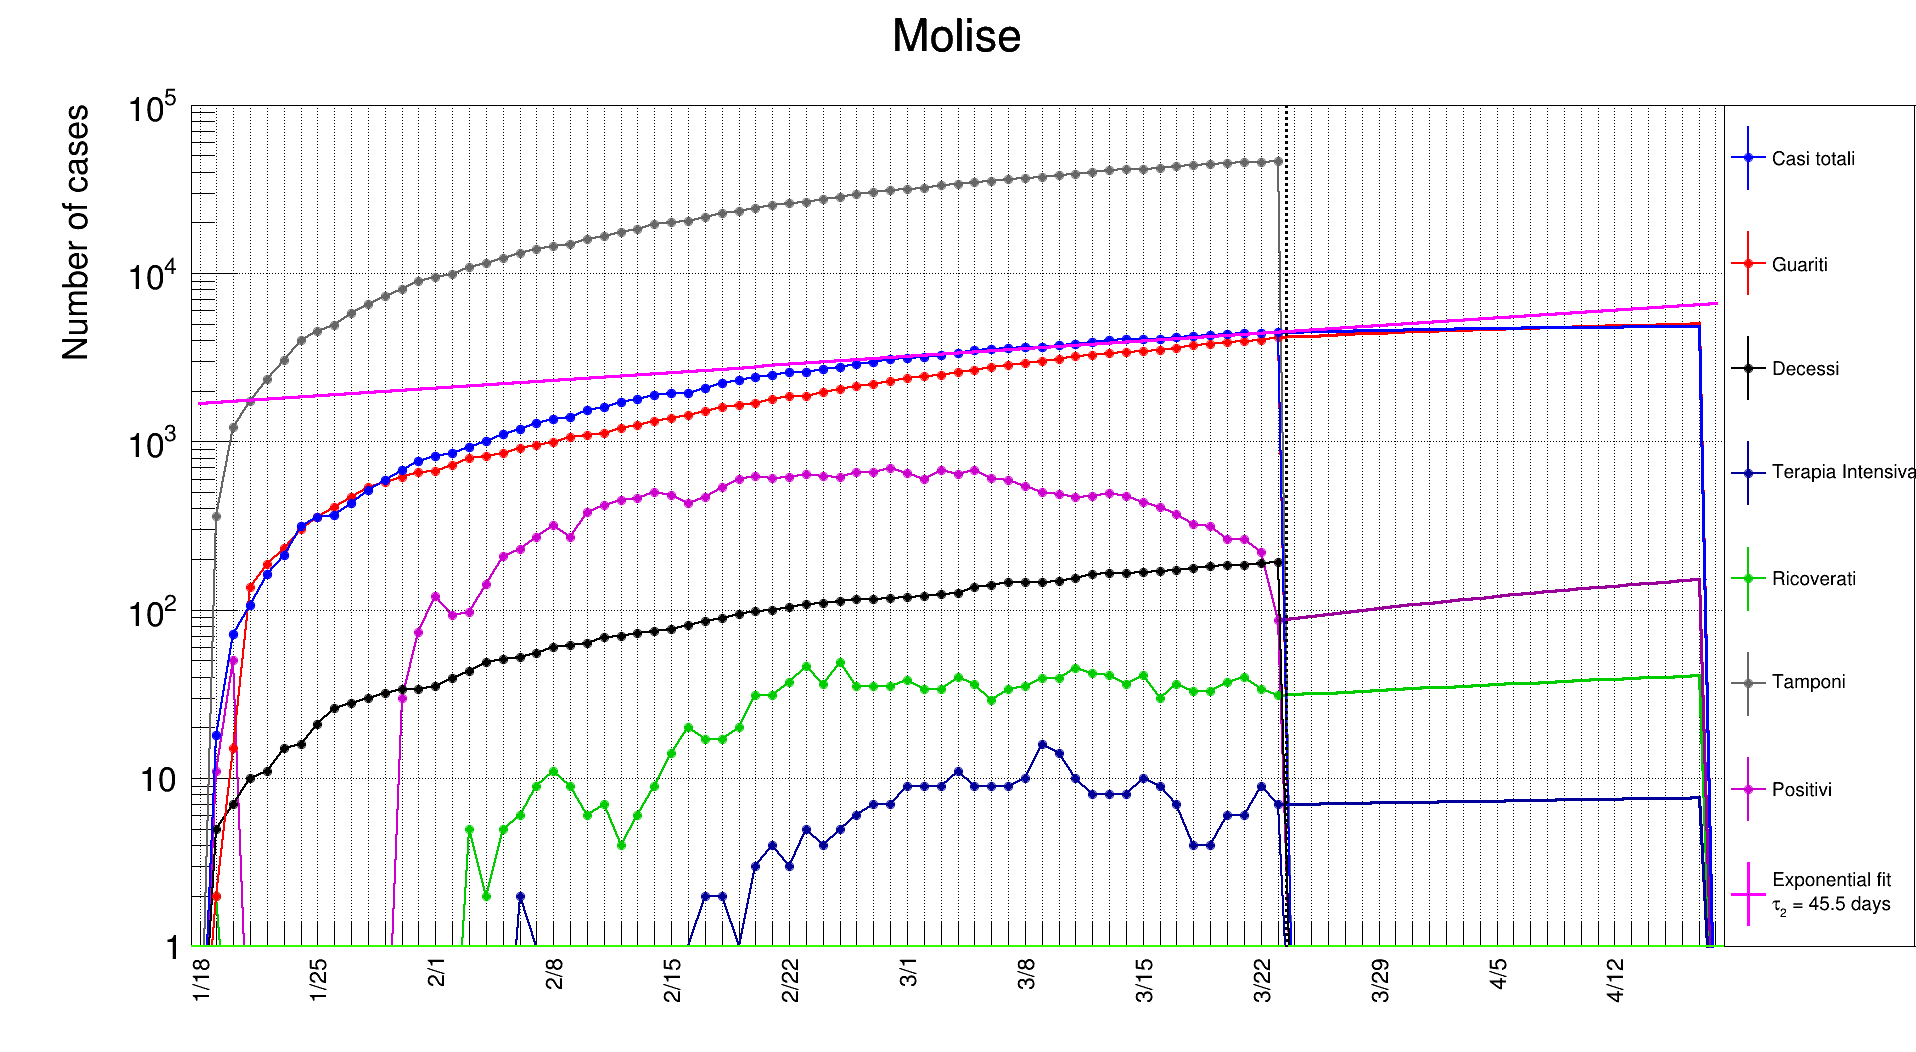 Molise
Number of cases
10^5
10^4
10^3
10^2
10
1
1/18
1/25
2/1
2/8
2/15
2/22
3/1
3/8
3/15
3/22
3/29
4/5
4/12
Casi totali
Guariti
Decessi
Terapia Intensiva
Ricoverati
Tamponi
Positivi
Exponential fit
τ_2 = 45.5 days